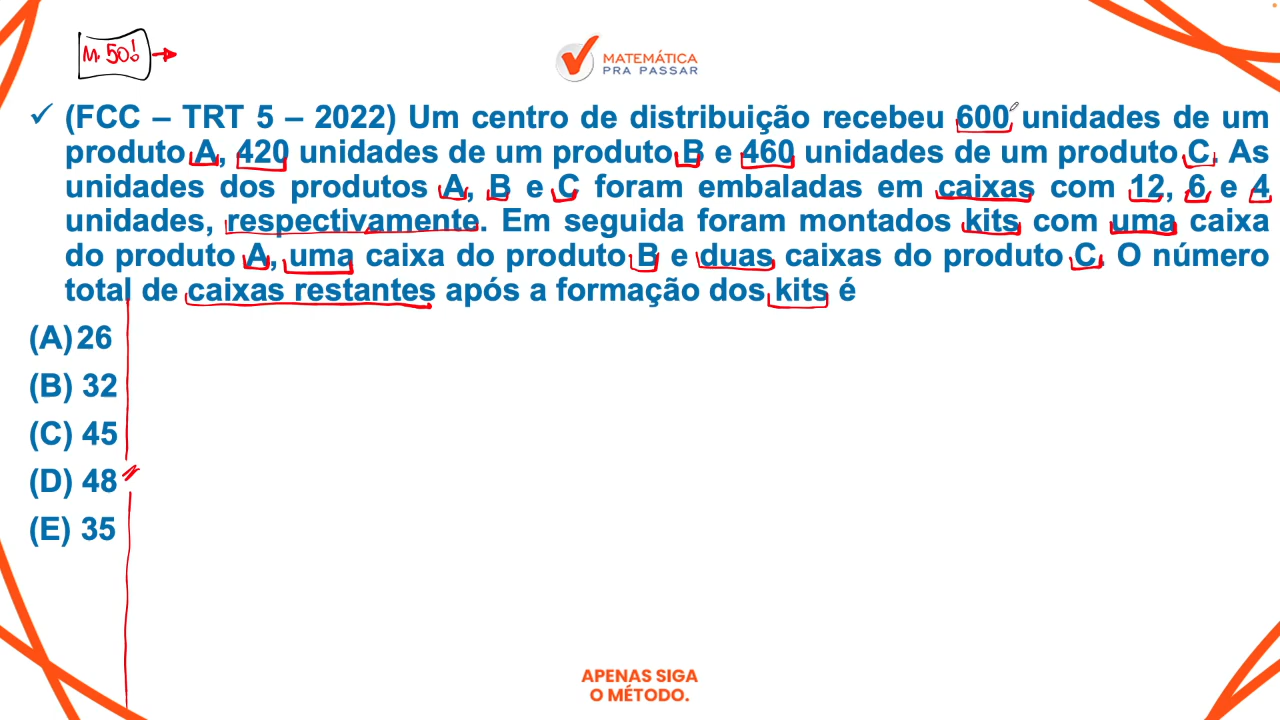 M 50!
MATEMÁTICA
PRA PASSAR
✓ (FCC – TRT 5 – 2022) Um centro de distribuição recebeu 600 unidades de um
produto A, 420 unidades de um produto B e 460 unidades de um produto C. As
unidades dos produtos A, B e C foram embaladas em caixas com 12, 6 e 4
unidades, respectivamente. Em seguida foram montados kits com uma caixa
do produto A, uma caixa do produto B e duas caixas do produto C. O número
total de caixas restantes após a formação dos kits é
(A) 26
(B) 32
(C) 45
(D) 48
(E) 35
APENAS SIGA
O MÉTODO.